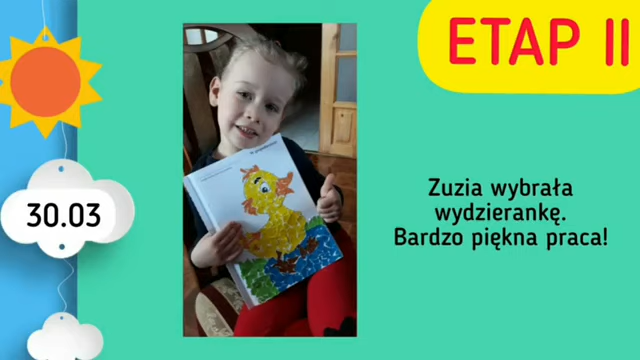 ETAP II
30.03
Zuzia wybrała
wydzierankę.
Bardzo piękna praca!